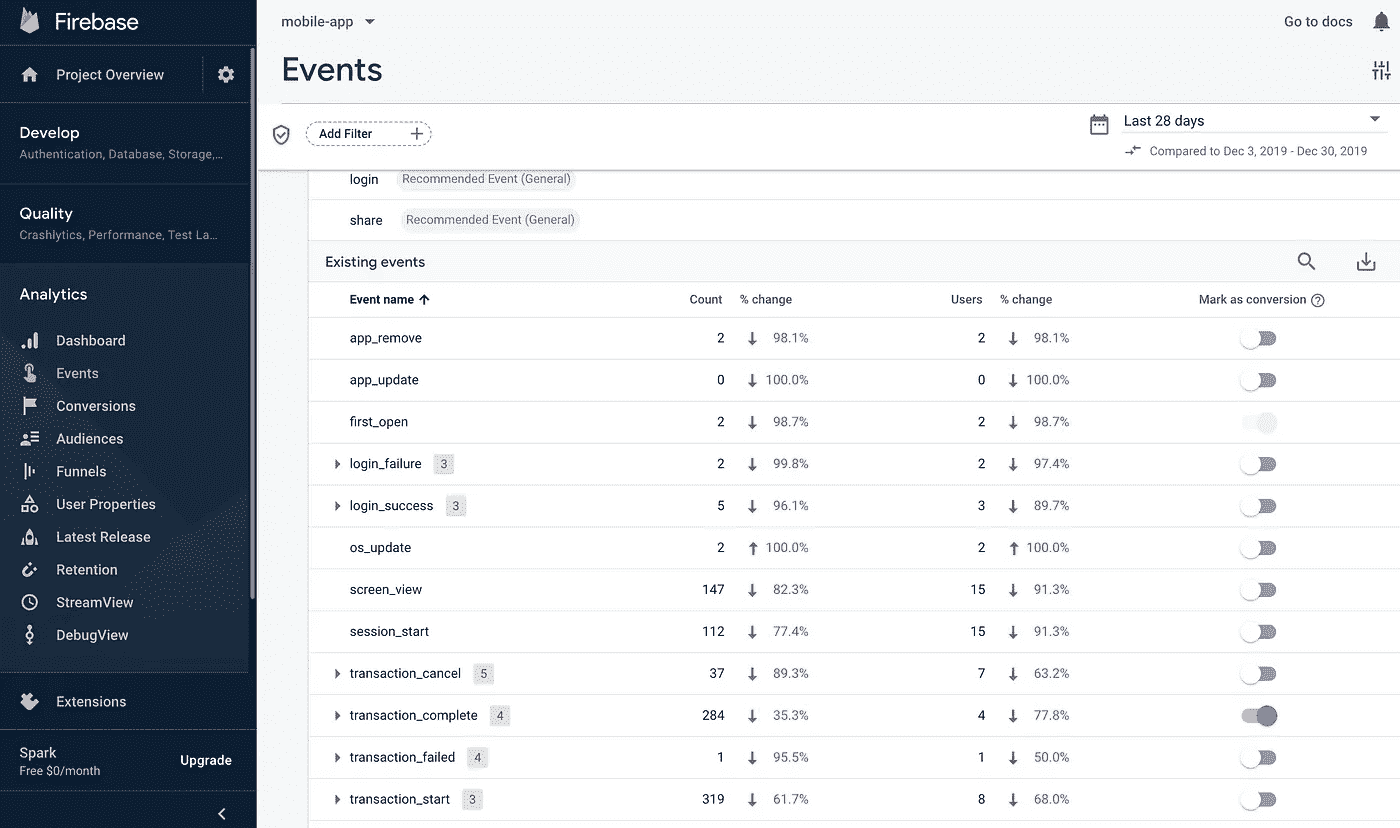 Firebase
Project Overview
Develop
Authentication, Database, Storage,...
Quality
Crashlytics, Performance, Test La...
Analytics
Dashboard
Events
Conversions
Audiences
Funnels
User Properties
Latest Release
Retention
StreamView
DebugView
Extensions
Spark
Free $0/month
Upgrade
mobile-app
Go to docs
Events
Add Filter
Last 28 days
Compared to Dec 3, 2019 - Dec 30, 2019
login Recommended Event (General)
share Recommended Event (General)
Existing events
Event name Count % change Users % change Mark as conversion ?
app_remove 2 98.1% 2 98.1%
app_update 0 100.0% 0 100.0%
first_open 2 98.7% 2 98.7%
login_failure 3 2 99.8% 2 97.4%
login_success 3 5 96.1% 3 89.7%
os_update 2 100.0% 2 100.0%
screen_view 147 82.3% 15 91.3%
session_start 112 77.4% 15 91.3%
transaction_cancel 5 37 89.3% 7 63.2%
transaction_complete 4 284 35.3% 4 77.8%
transaction_failed 4 1 95.5% 1 50.0%
transaction_start 3 319 61.7% 8 68.0%